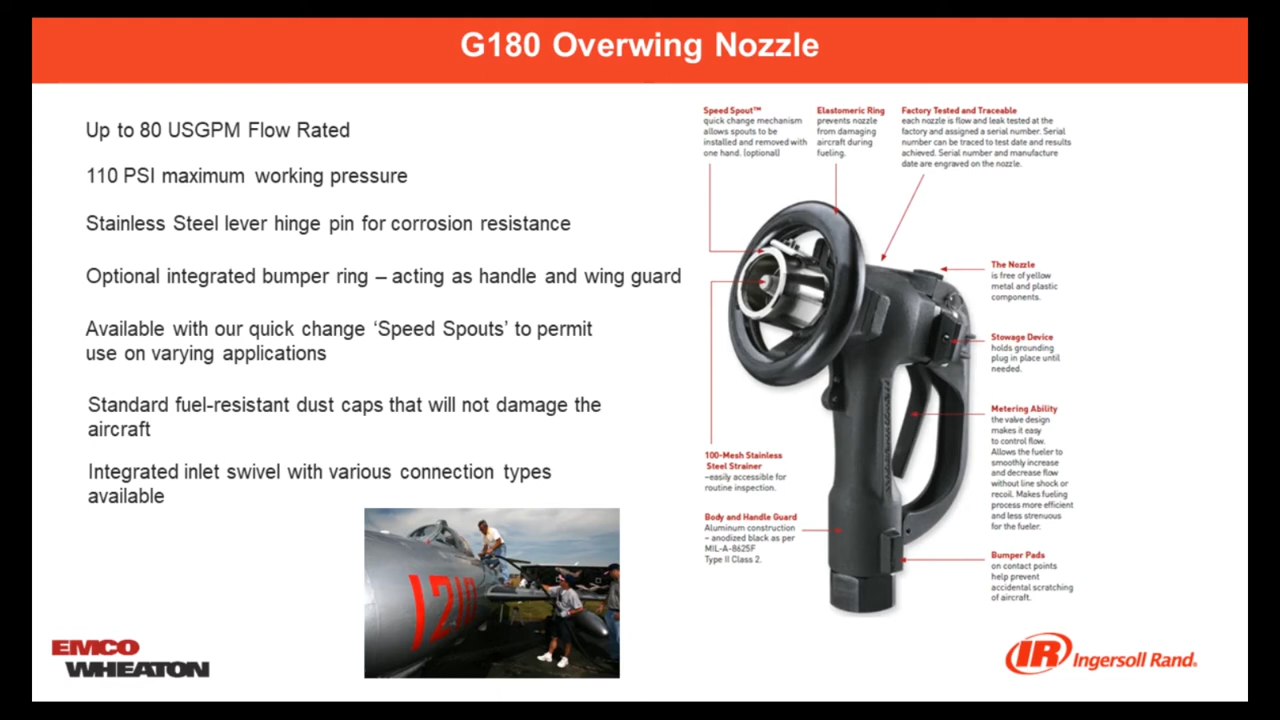 G180 Overwing Nozzle
Up to 80 USGPM Flow Rated
110 PSI maximum working pressure
Stainless Steel lever hinge pin for corrosion resistance
Optional integrated bumper ring – acting as handle and wing guard
Available with our quick change ‘Speed Spouts’ to permit
use on varying applications
Standard fuel-resistant dust caps that will not damage the
aircraft
Integrated inlet swivel with various connection types
available
Speed Spout™
quick change mechanism
allows spouts to be
installed and removed with
one hand. (optional)
Elastomeric Ring
prevents nozzle
from damaging
aircraft during
fueling.
Factory Tested and Traceable
each nozzle is flow and leak tested at the
factory and assigned a serial number. Serial
number can be traced to test date and results
achieved. Serial number and manufacture
date are engraved on the nozzle.
The Nozzle
is free of yellow
metal and plastic
components.
Stowage Device
holds grounding
plug in place until
needed.
Metering Ability
the valve design
makes it easy
to control flow.
Allows the fueler to
smoothly increase
and decrease flow
without line shock or
recoil. Makes fueling
process more efficient
and less strenuous
for the fueler.
100-Mesh Stainless
Steel Strainer
–easily accessible for
routine inspection.
Body and Handle Guard
Aluminum construction
– anodized black as per
MIL-A-8625F
Type II Class 2.
Bumper Pads
on contact points
help prevent
accidental scratching
of aircraft.
EMCO
WHEATON
IR Ingersoll Rand.